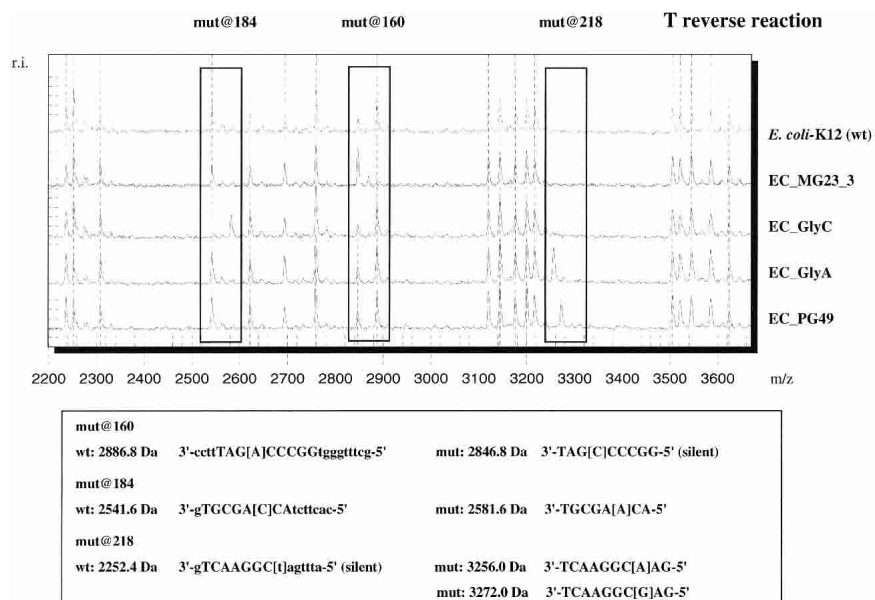 mut@184 mut@160 mut@218 T reverse reaction
r.i.
E. coli-K12 (wt)
EC_MG23_3
EC_GlyC
EC_GlyA
EC_PG49
2200 2300 2400 2500 2600 2700 2800 2900 3000 3100 3200 3300 3400 3500 3600 m/z
mut@160
wt: 2886.8 Da 3'-ccttTAG[A]CCCGGtgggtttcg-5' mut: 2846.8 Da 3'-TAG[C]CCCGG-5' (silent)
mut@184
wt: 2541.6 Da 3'-gTGCGA[C]CAtcttcac-5' mut: 2581.6 Da 3'-TGCGA[A]CA-5'
mut@218
wt: 2252.4 Da 3'-gTCAAGGC[t]agttta-5' (silent) mut: 3256.0 Da 3'-TCAAGGC[A]AG-5'
mut: 3272.0 Da 3'-TCAAGGC[G]AG-5'